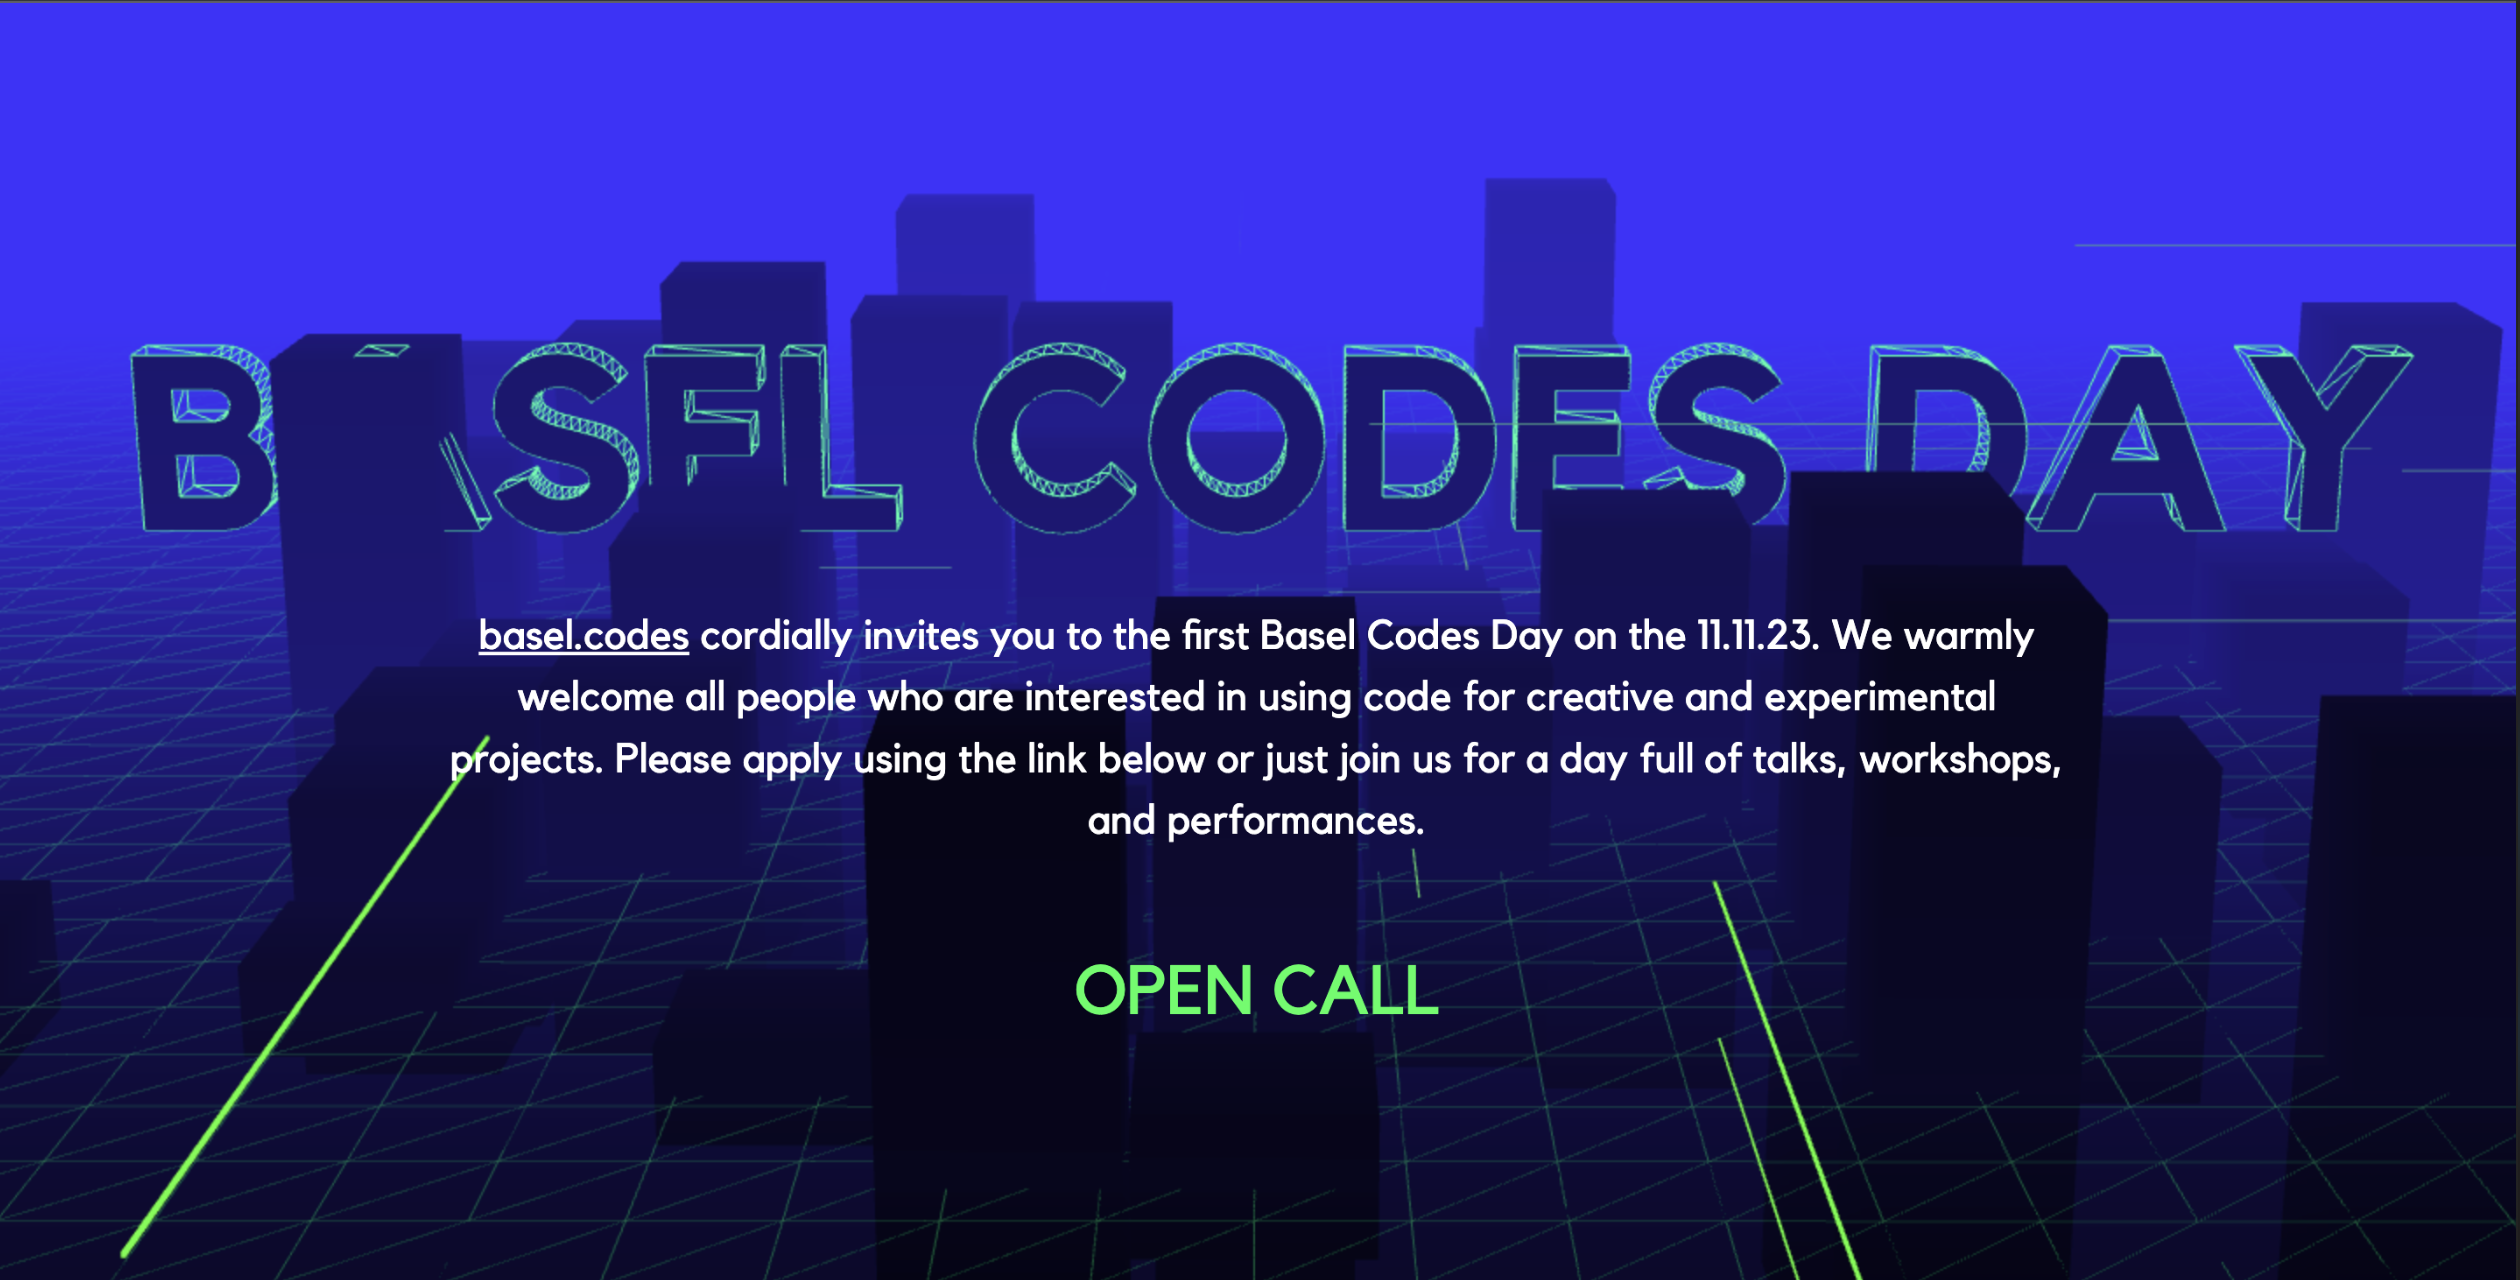 BASEL CODES DAY
basel.codes cordially invites you to the first Basel Codes Day on the 11.11.23. We warmly
welcome all people who are interested in using code for creative and experimental
projects. Please apply using the link below or just join us for a day full of talks, workshops,
and performances.
OPEN CALL